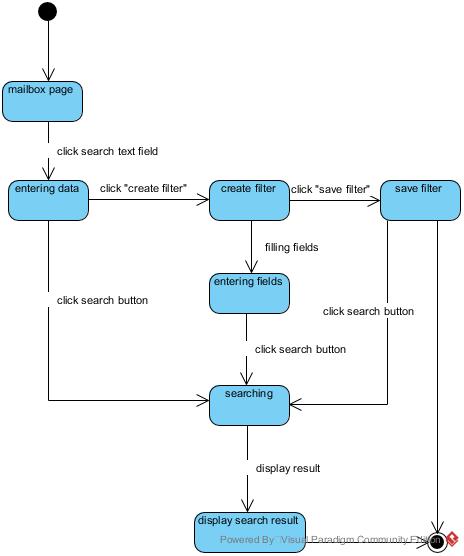 mailbox page
click search text field
entering data
click "create filter"
create filter
click "save filter"
save filter
filling fields
entering fields
click search button
click search button
click search button
searching
display result
display search result
Powered By Visual Paradigm Community Edition